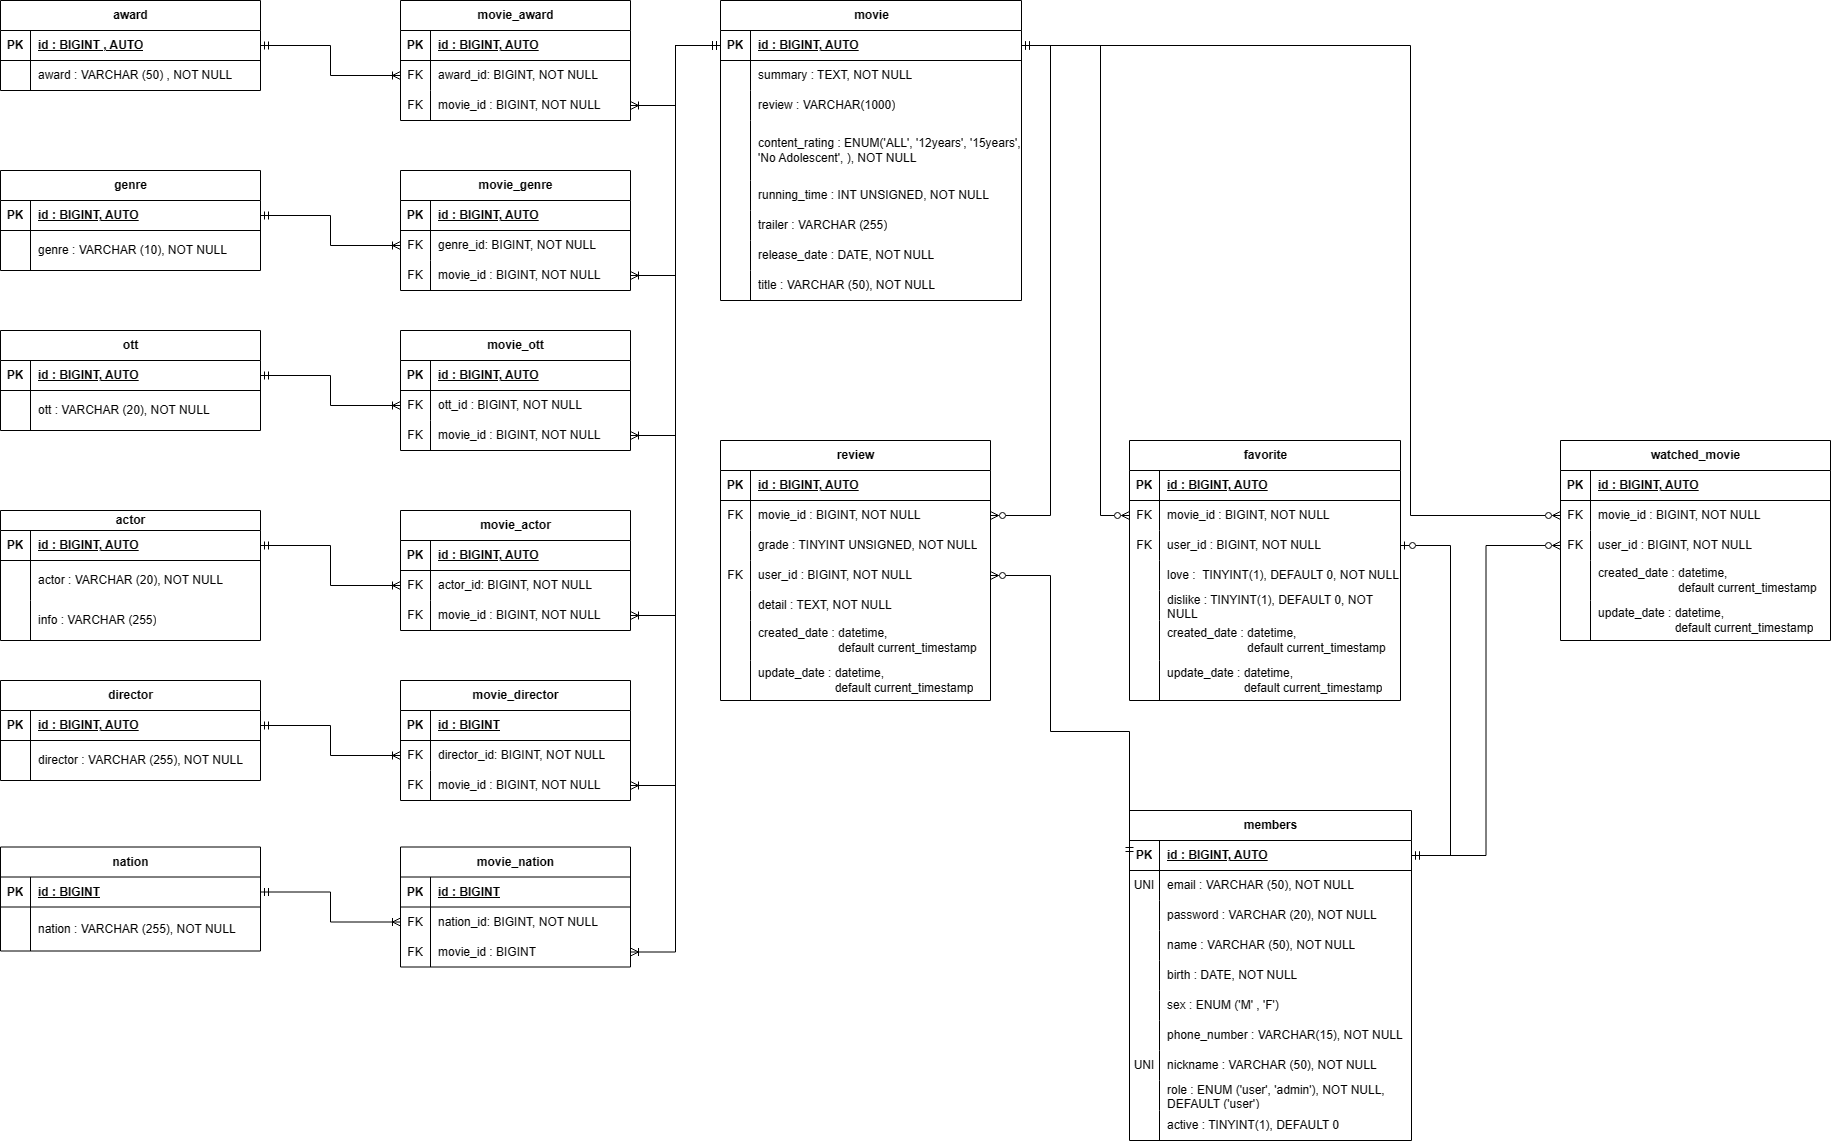 award
PK id : BIGINT , AUTO
award : VARCHAR (50) , NOT NULL
movie_award
PK id : BIGINT, AUTO
FK award_id: BIGINT, NOT NULL
FK movie_id : BIGINT, NOT NULL
movie
PK id : BIGINT, AUTO
summary : TEXT, NOT NULL
review : VARCHAR(1000)
content_rating : ENUM('ALL', '12years', '15years',
'No Adolescent', ), NOT NULL
running_time : INT UNSIGNED, NOT NULL
trailer : VARCHAR (255)
release_date : DATE, NOT NULL
title : VARCHAR (50), NOT NULL
genre
PK id : BIGINT, AUTO
genre : VARCHAR (10), NOT NULL
movie_genre
PK id : BIGINT, AUTO
FK genre_id: BIGINT, NOT NULL
FK movie_id : BIGINT, NOT NULL
ott
PK id : BIGINT, AUTO
ott : VARCHAR (20), NOT NULL
movie_ott
PK id : BIGINT, AUTO
FK ott_id : BIGINT, NOT NULL
FK movie_id : BIGINT, NOT NULL
review
PK id : BIGINT, AUTO
FK movie_id : BIGINT, NOT NULL
grade : TINYINT UNSIGNED, NOT NULL
FK user_id : BIGINT, NOT NULL
detail : TEXT, NOT NULL
created_date : datetime,
default current_timestamp
update_date : datetime,
default current_timestamp
favorite
PK id : BIGINT, AUTO
FK movie_id : BIGINT, NOT NULL
FK user_id : BIGINT, NOT NULL
love : TINYINT(1), DEFAULT 0, NOT NULL
dislike : TINYINT(1), DEFAULT 0, NOT
NULL
created_date : datetime,
default current_timestamp
update_date : datetime,
default current_timestamp
watched_movie
PK id : BIGINT, AUTO
FK movie_id : BIGINT, NOT NULL
FK user_id : BIGINT, NOT NULL
created_date : datetime,
default current_timestamp
update_date : datetime,
default current_timestamp
actor
PK id : BIGINT, AUTO
actor : VARCHAR (20), NOT NULL
info : VARCHAR (255)
movie_actor
PK id : BIGINT, AUTO
FK actor_id: BIGINT, NOT NULL
FK movie_id : BIGINT, NOT NULL
director
PK id : BIGINT, AUTO
director : VARCHAR (255), NOT NULL
movie_director
PK id : BIGINT
FK director_id: BIGINT, NOT NULL
FK movie_id : BIGINT, NOT NULL
nation
PK id : BIGINT
nation : VARCHAR (255), NOT NULL
movie_nation
PK id : BIGINT
FK nation_id: BIGINT, NOT NULL
FK movie_id : BIGINT
members
PK id : BIGINT, AUTO
UNI email : VARCHAR (50), NOT NULL
password : VARCHAR (20), NOT NULL
name : VARCHAR (50), NOT NULL
birth : DATE, NOT NULL
sex : ENUM ('M' , 'F')
phone_number : VARCHAR(15), NOT NULL
UNI nickname : VARCHAR (50), NOT NULL
role : ENUM ('user', 'admin'), NOT NULL,
DEFAULT ('user')
active : TINYINT(1), DEFAULT 0